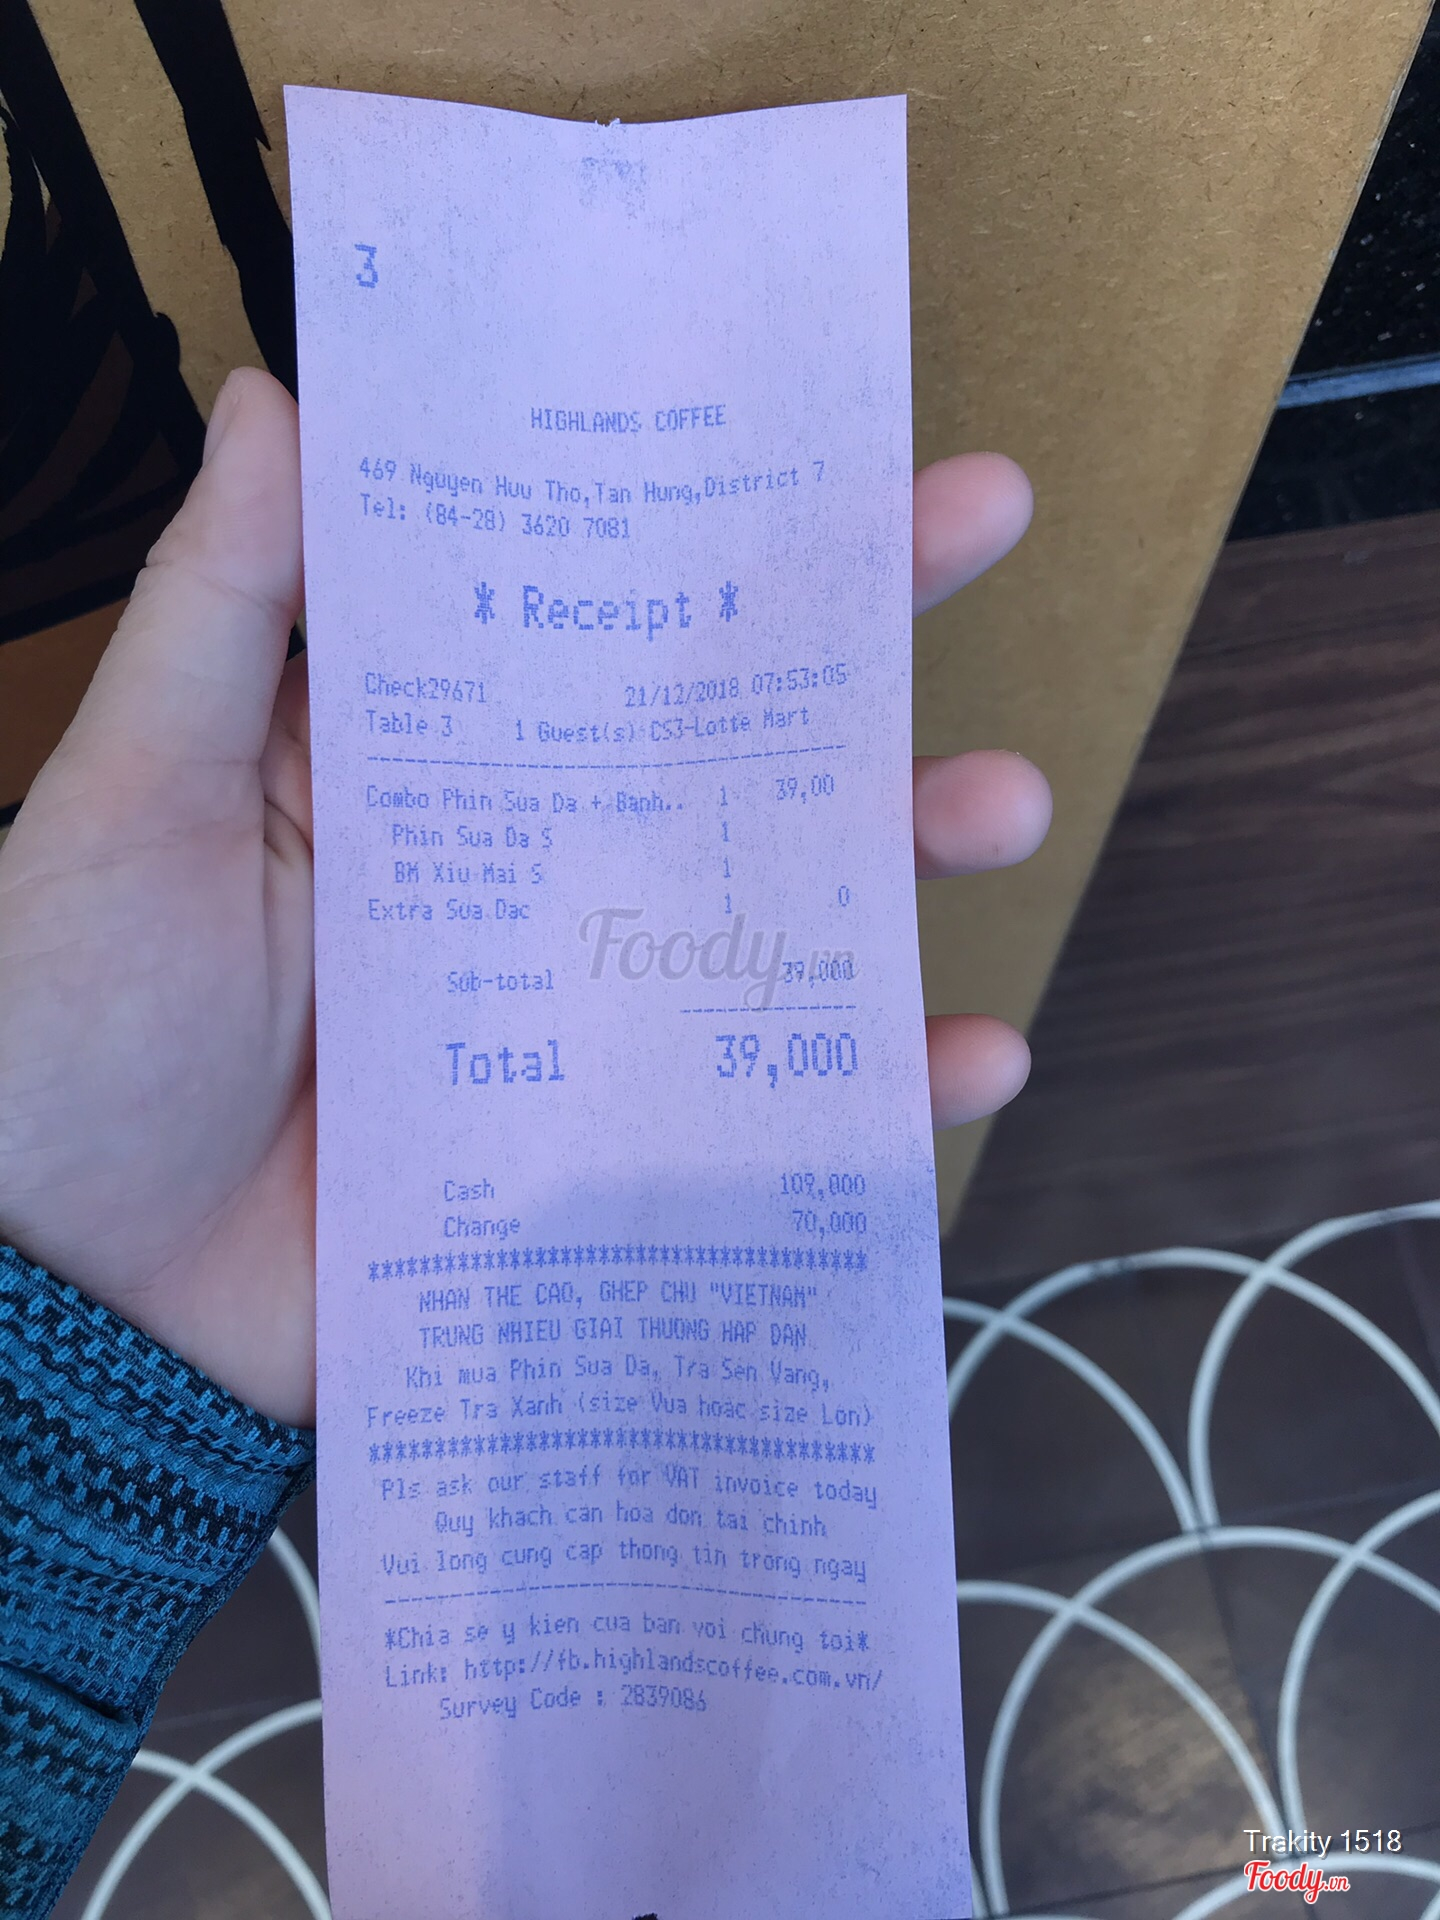 3
HIGHLANDS COFFEE
469 Nguyen Huu Tho,Tan Hung,District 7
Tel: (84-28) 3620 7081
* Receipt *
Check29671 21/12/2018 07:53:05
Table 3 1 Guest(s) CS3-Lotte Mart
Combo Phin Sua Da + Banh.. 1 39,00
Phin Sua Da S 1
BM Xiu Mai S 1
Extra Sua Dac 1 0
Foody.vn
Sub-total 39,000
Total 39,000
Cash 109,000
Change 70,000
***************************************
NHAN THE CAO, GHEP CHU "VIETNAM"
TRUNG NHIEU GIAI THUONG HAP DAN
Khi mua Phin Sua Da, Tra Sen Vang,
Freeze Tra Xanh (size Vua hoac size Lon)
***************************************
Pls ask our staff for VAT invoice today
Quy khach can hoa don tai chinh
Vui long cung cap thong tin trong ngay
*Chia se y kien cua ban voi chung toi*
Link: http://fb.highlandscoffee.com.vn/
Survey Code : 2839086
Trakity 1518
Foody.vn